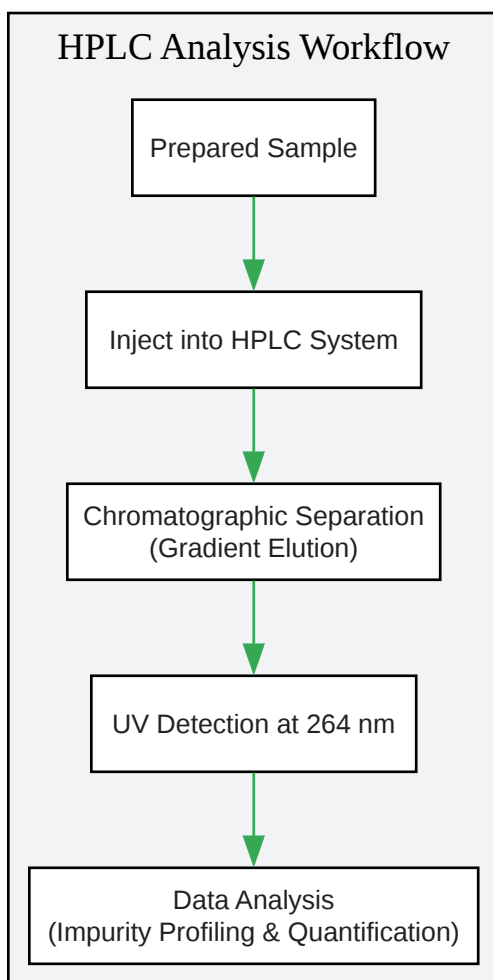 HPLC Analysis Workflow
Prepared Sample
Inject into HPLC System
Chromatographic Separation
(Gradient Elution)
UV Detection at 264 nm
Data Analysis
(Impurity Profiling & Quantification)